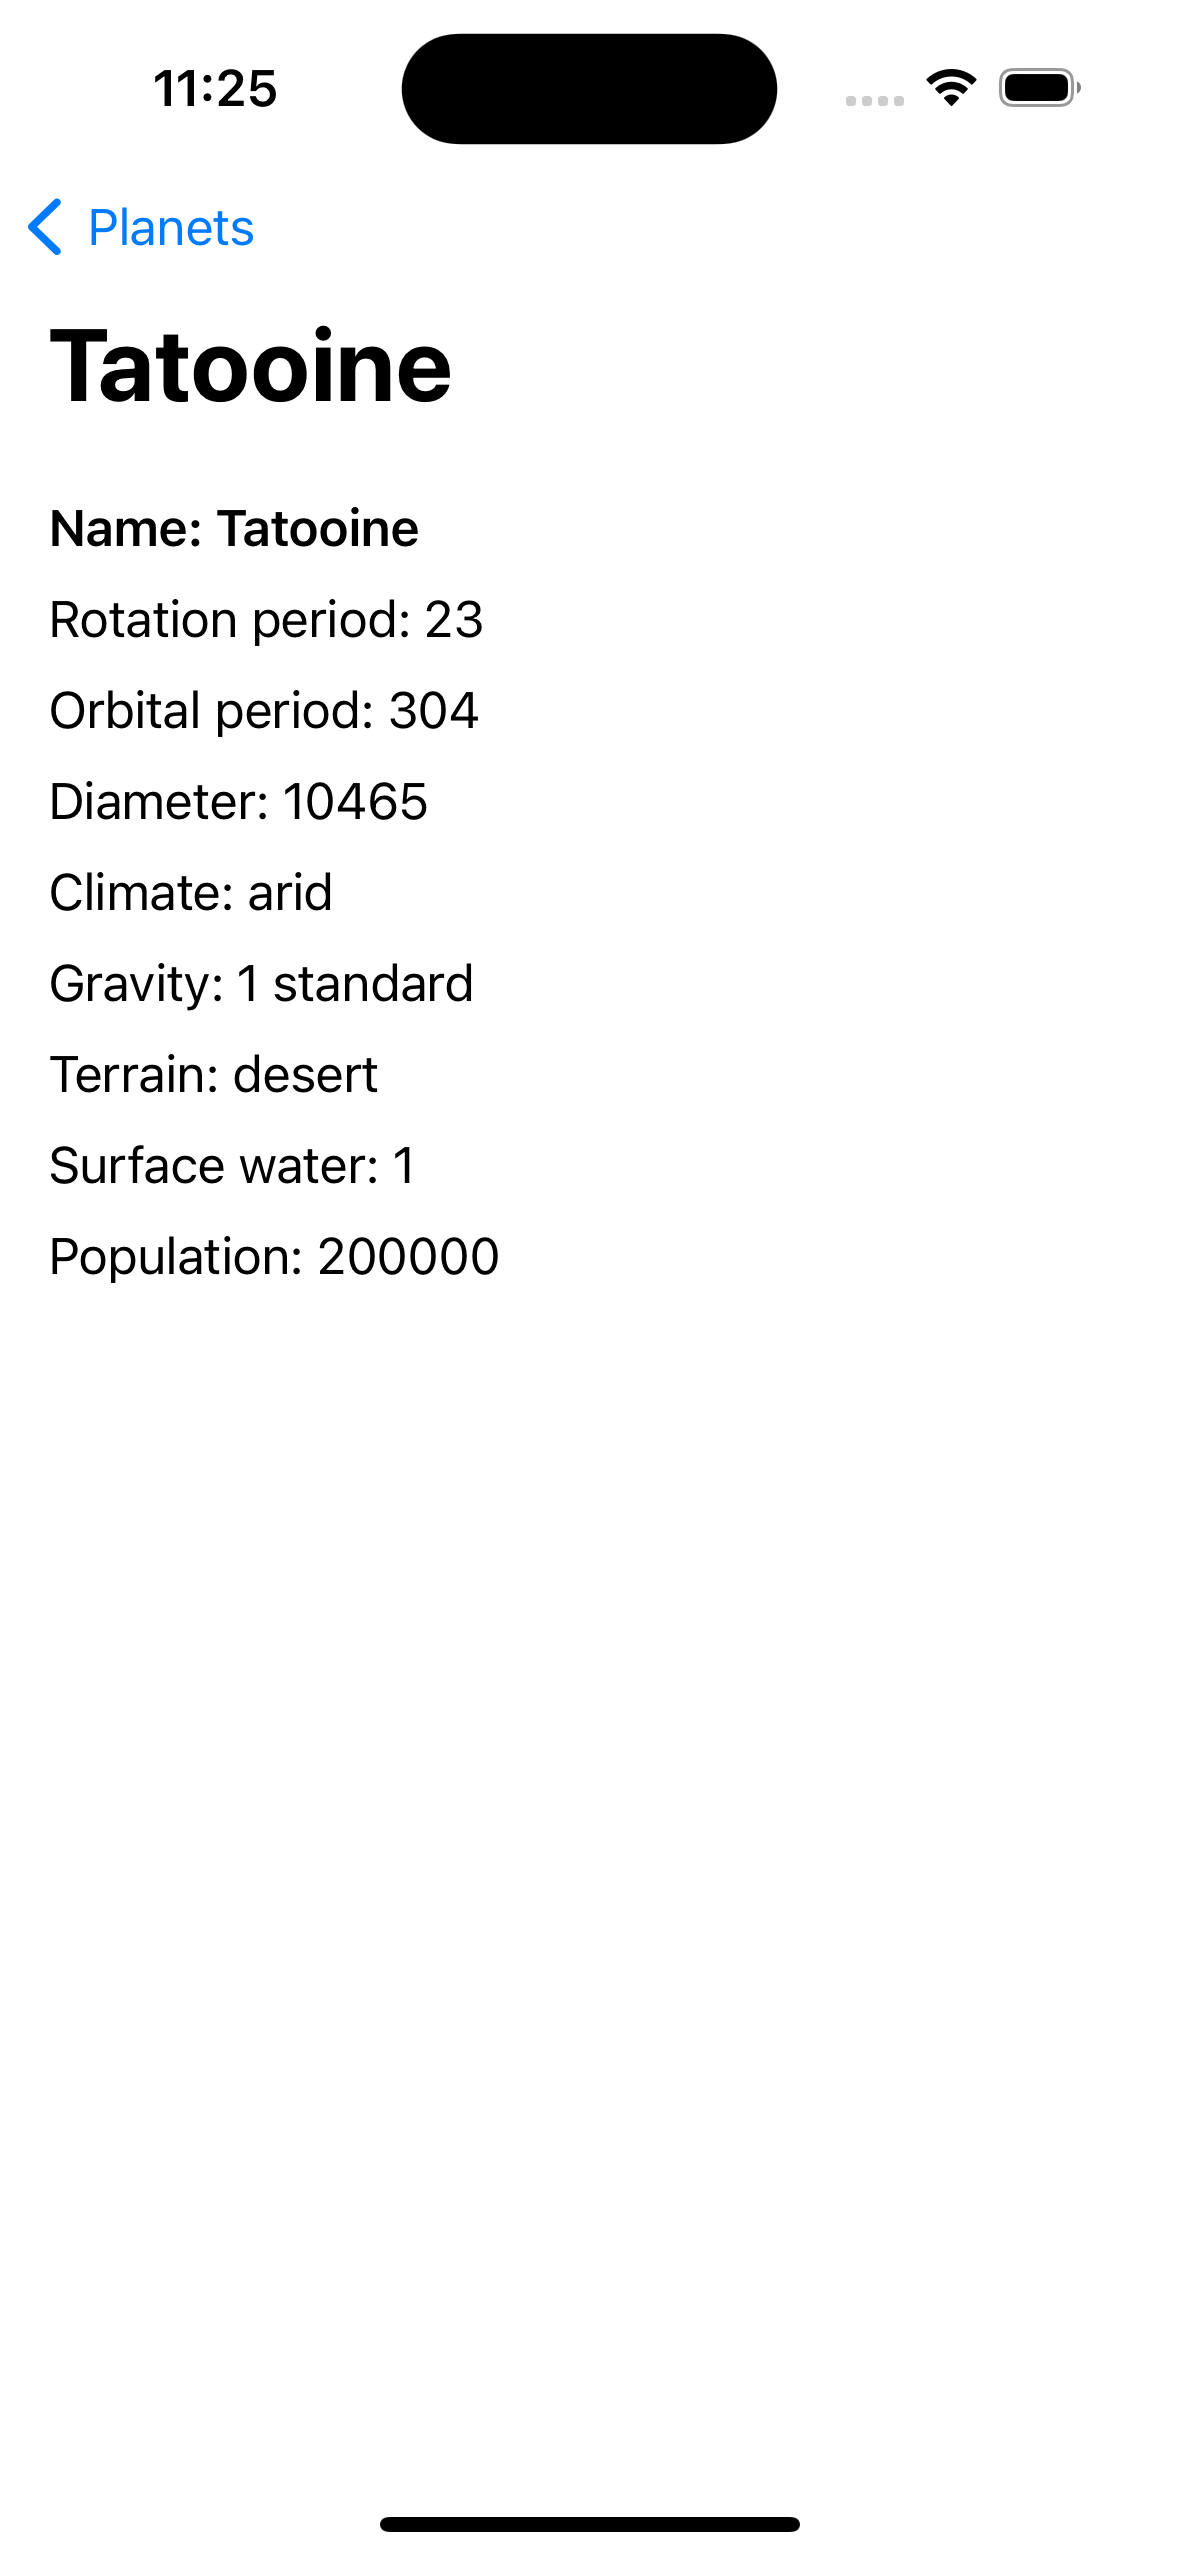 11:25
Planets
Tatooine
Name: Tatooine
Rotation period: 23
Orbital period: 304
Diameter: 10465
Climate: arid
Gravity: 1 standard
Terrain: desert
Surface water: 1
Population: 200000